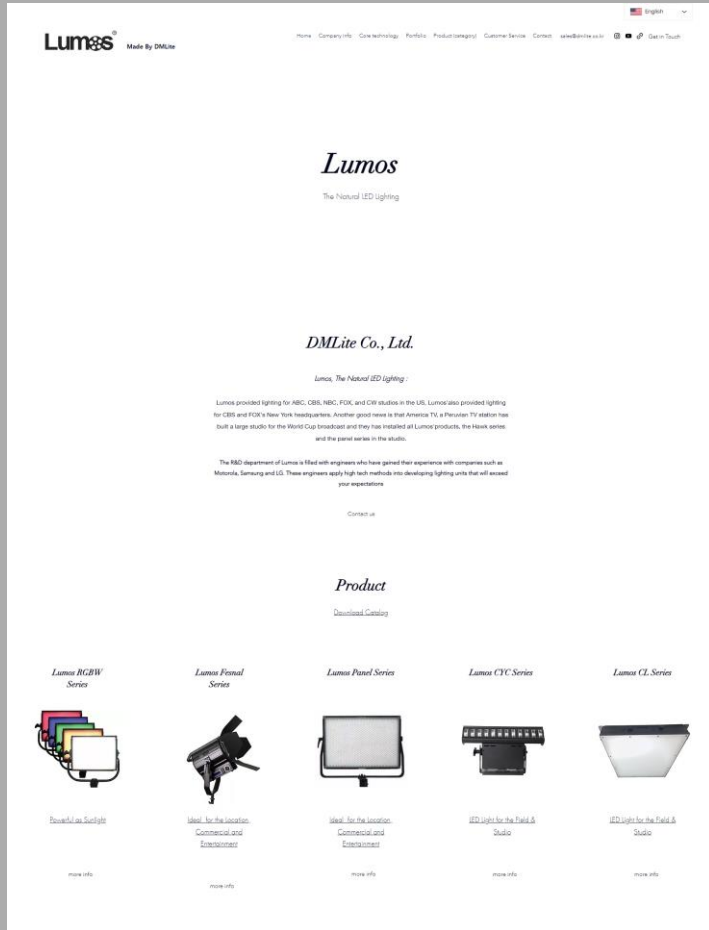 English
Lumos®
Made By DMLite
Home Company Info Core technology Portfolio Product(category) Customer Service Contact sales@dmlite.co.kr Get in Touch
Lumos
The Natural LED Lighting
DMLite Co., Ltd.
Lumos, The Natural LED Lighting :
Lumos provided lighting for ABC, CBS, NBC, FOX, and CW studios in the US. Lumos also provided lighting
for CBS and FOX's New York headquarters. Another good news is that America TV, a Peruvian TV station has
built a large studio for the World Cup broadcast and they has installed all Lumos products, the Hawk series
and the panel series in the studio.
The R&D department of Lumos is filled with engineers who have gained their experience with companies such as
Motorola, Samsung and LG. These engineers apply high tech methods into developing lighting units that will exceed
your expectations
Contact us
Product
Download Catalog
Lumos RGBW
Series
Powerful as Sunlight
more info
Lumos Fesnal
Series
Ideal for the Location,
Commercial and
Entertainment
more info
Lumos Panel Series
Ideal for the Location,
Commercial and
Entertainment
more info
Lumos CYC Series
LED Light for the Field &
Studio
more info
Lumos CL Series
LED Light for the Field &
Studio
more info